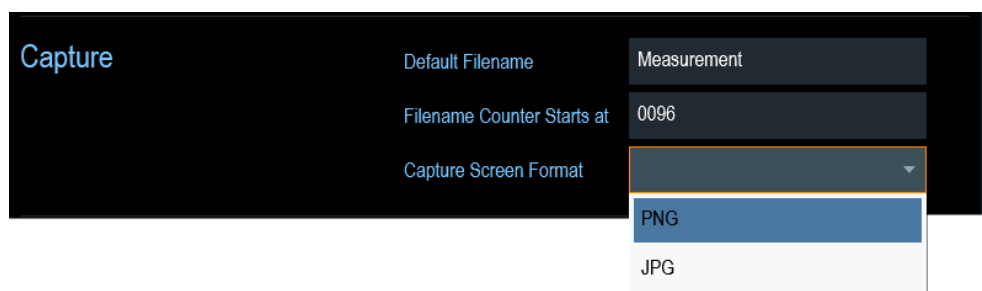 Capture
Default Filename Measurement
Filename Counter Starts at 0096
Capture Screen Format
PNG
JPG